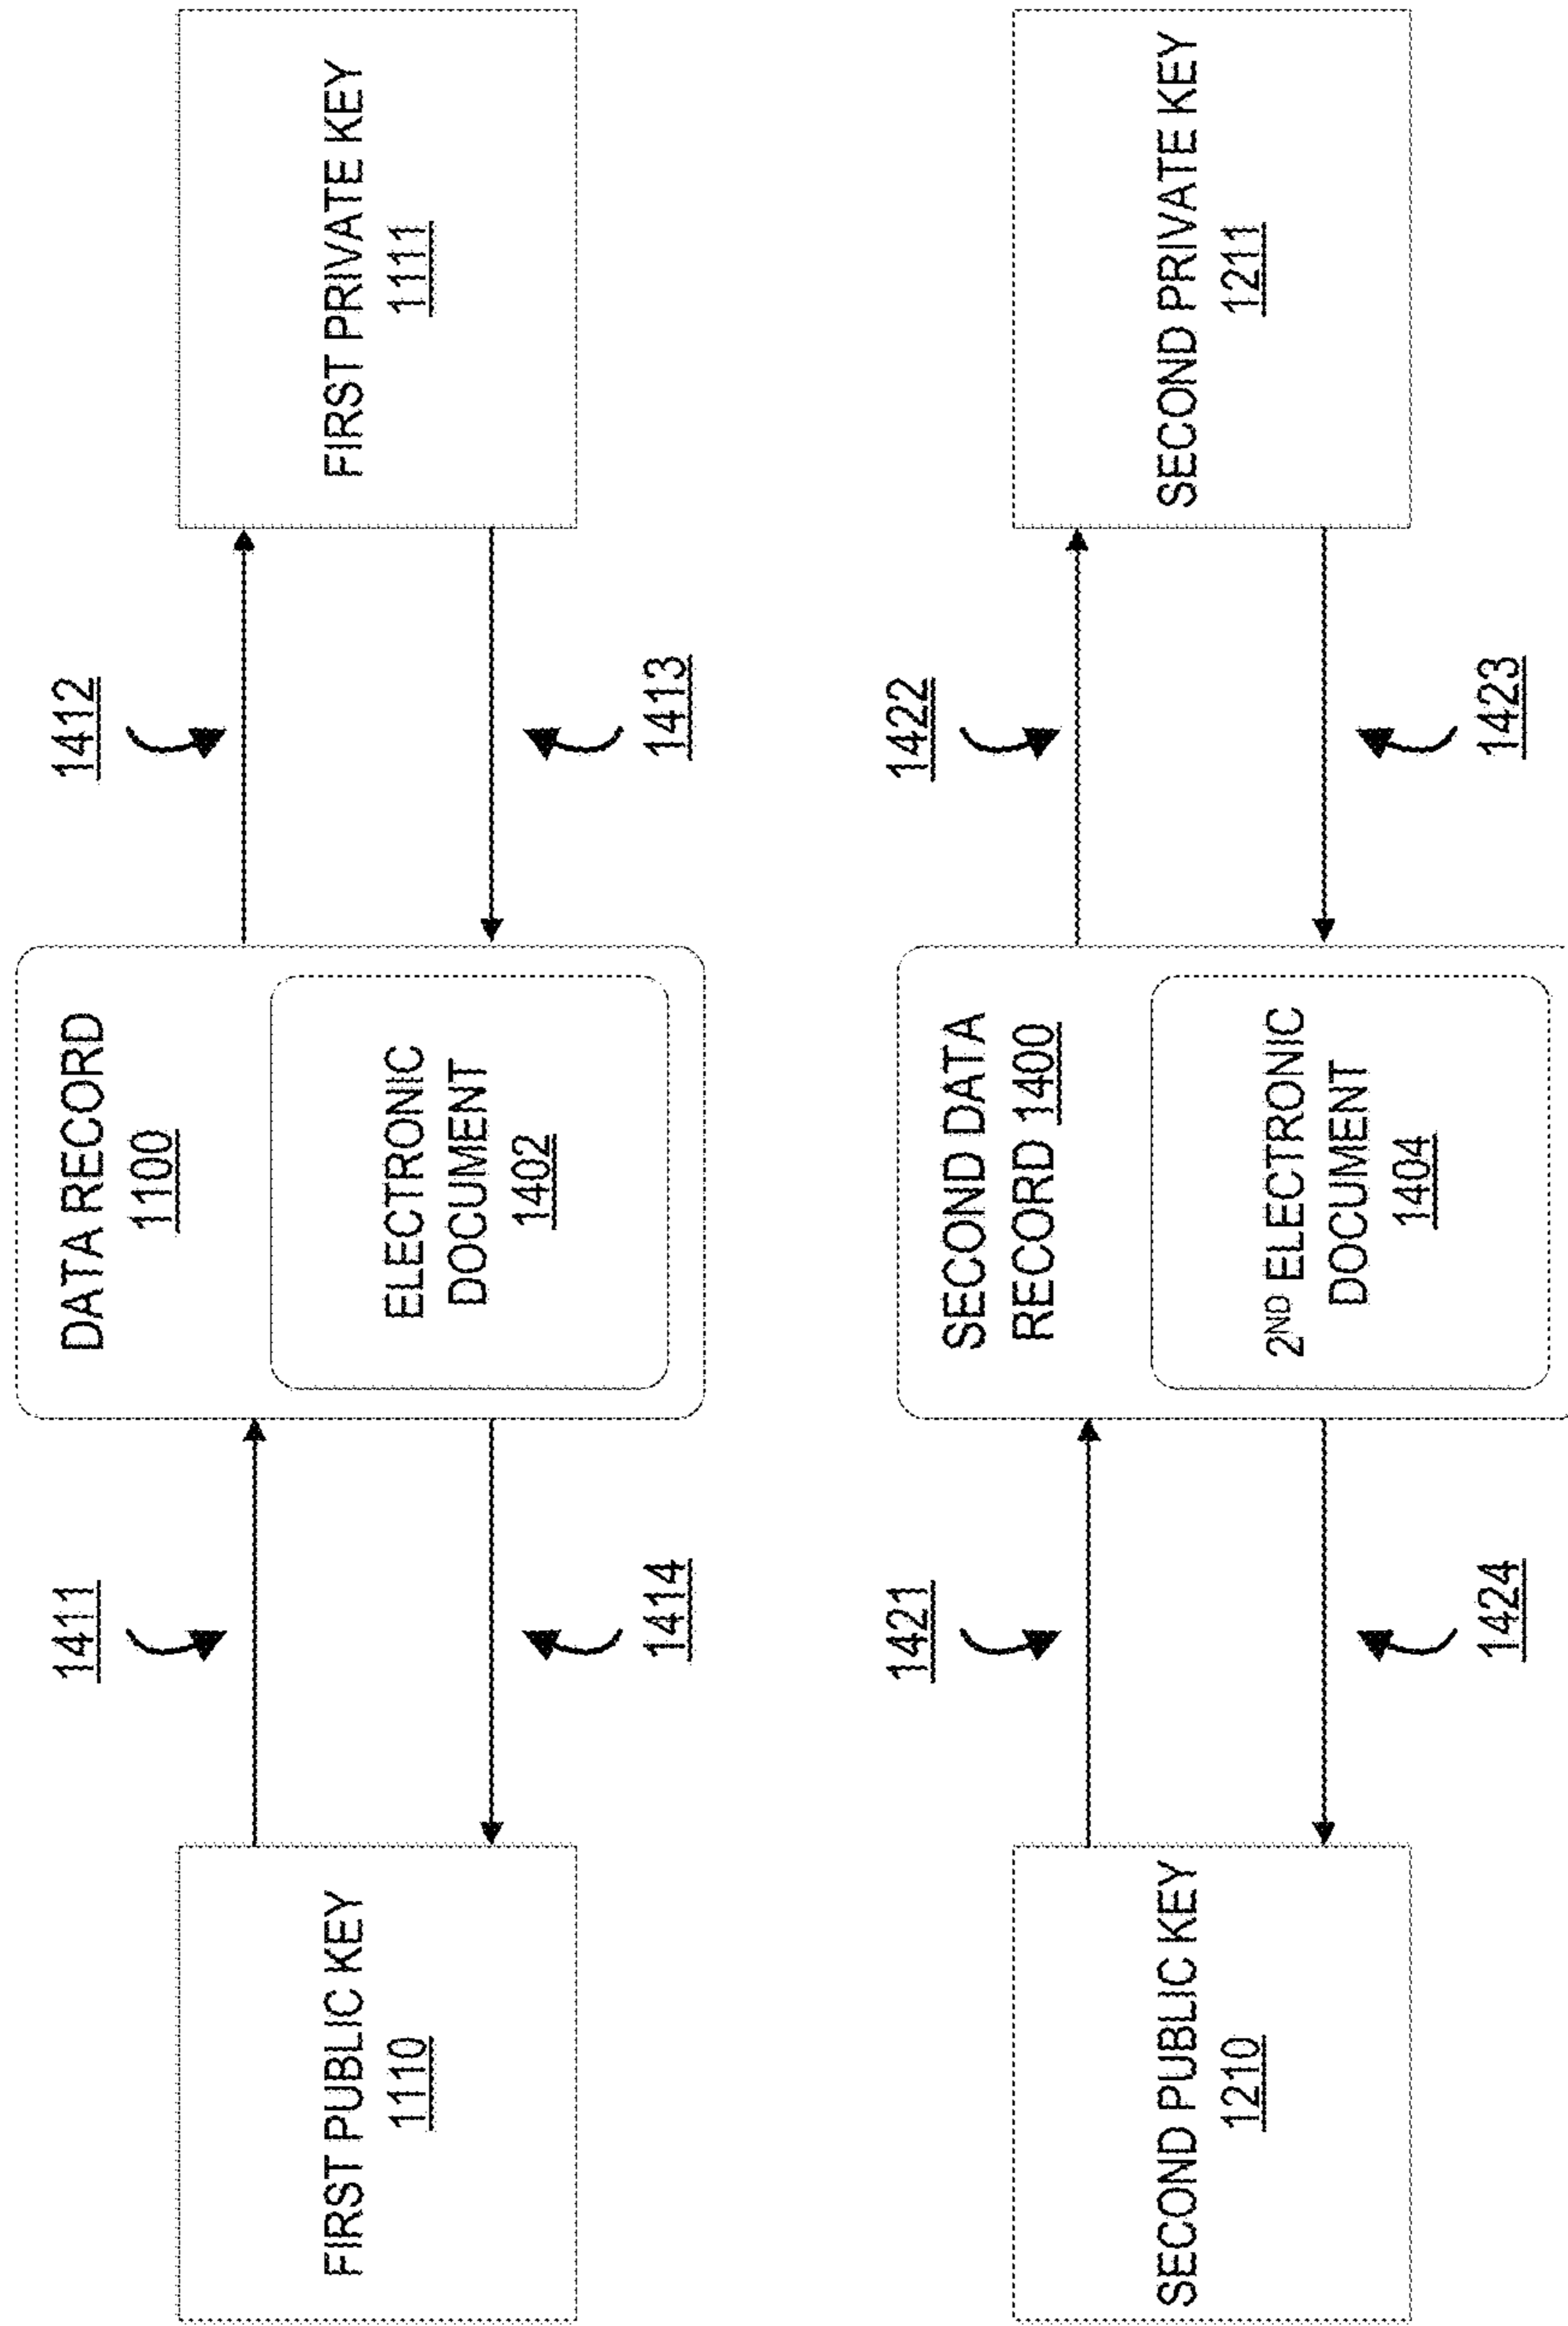 1411
1412
FIRST PUBLIC KEY
1110
DATA RECORD
1100
ELECTRONIC
DOCUMENT
1402
FIRST PRIVATE KEY
1111
1414
1413
1421
1422
SECOND PUBLIC KEY
1210
SECOND DATA
RECORD 1400
2ND ELECTRONIC
DOCUMENT
1404
SECOND PRIVATE KEY
1211
1424
1423